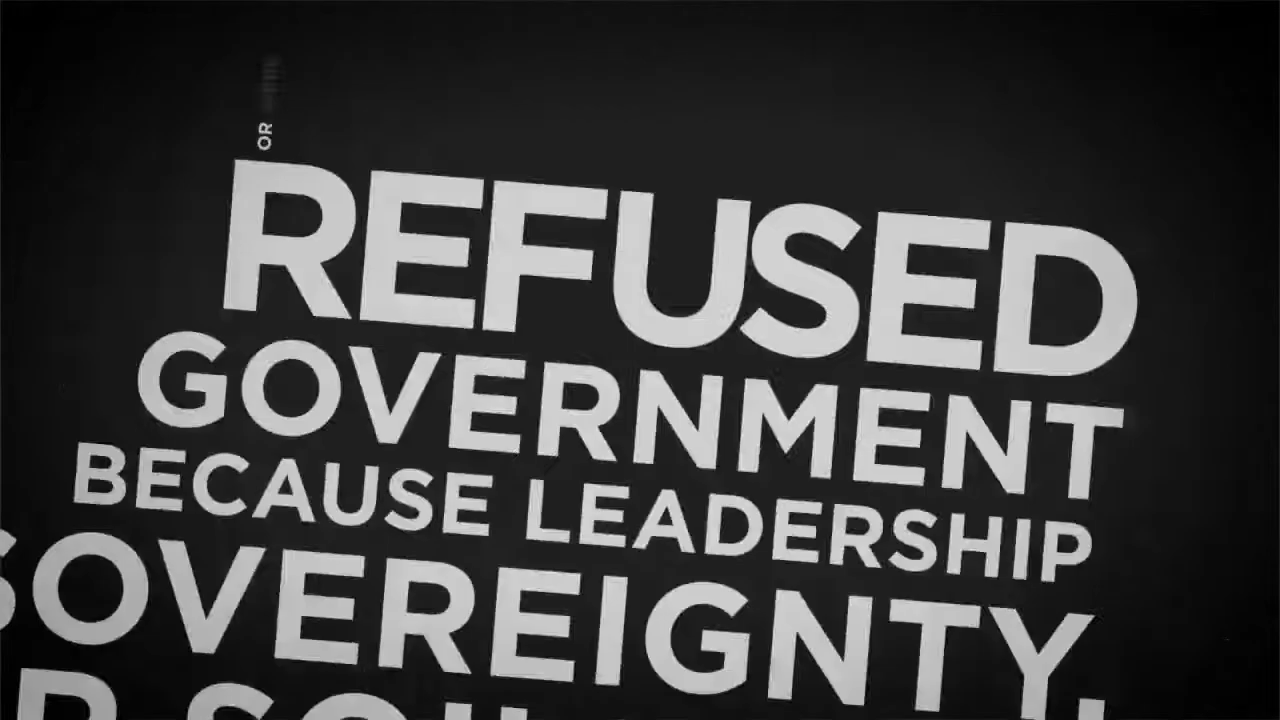 OR
REFUSED
GOVERNMENT
BECAUSE LEADERSHIP
SOVEREIGNTY,